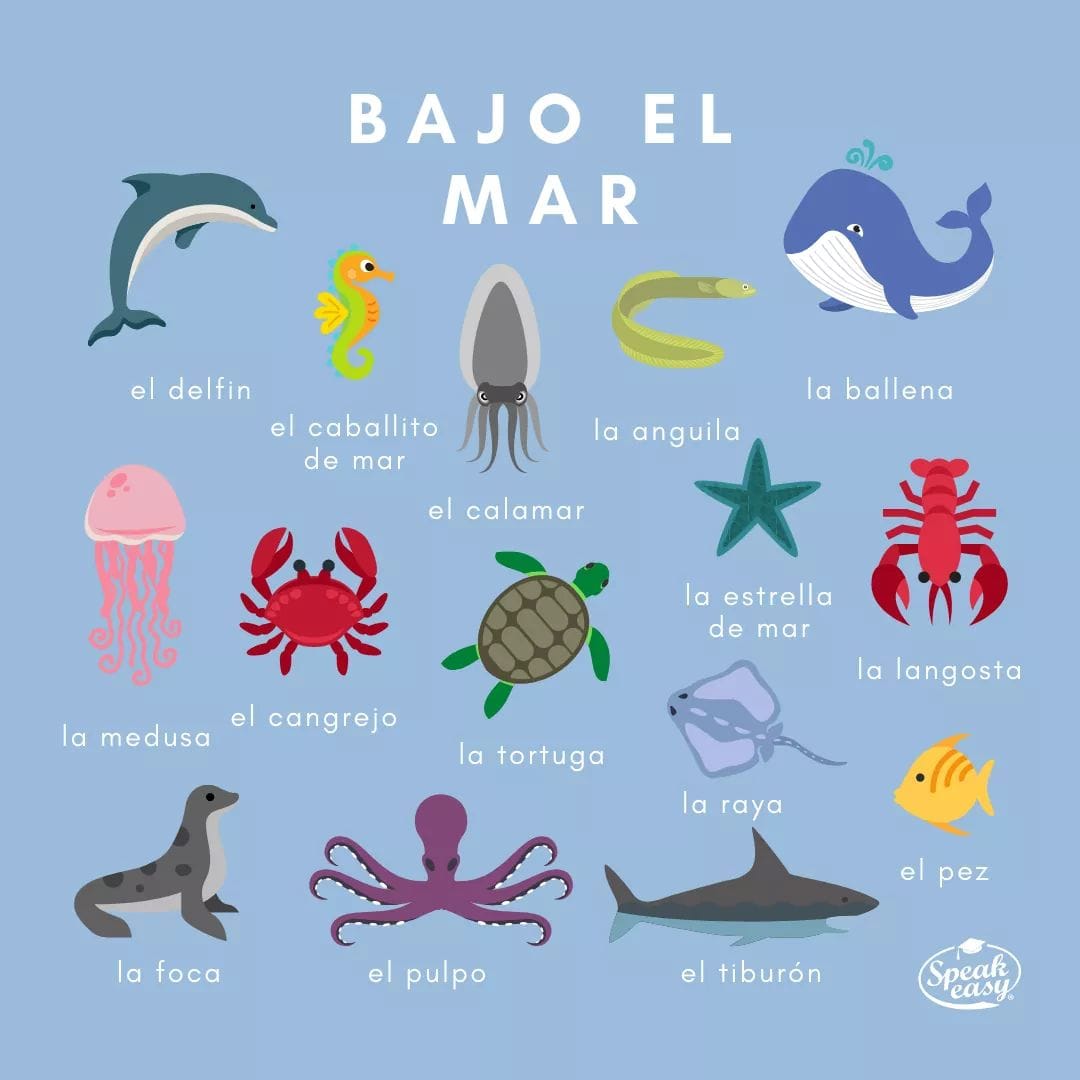 BAJO EL
MAR
el delfin
el caballito
de mar
el calamar
la anguila
la ballena
la medusa
el cangrejo
la tortuga
la estrella
de mar
la langosta
la raya
el pez
la foca
el pulpo
el tiburón
Speak
easy®